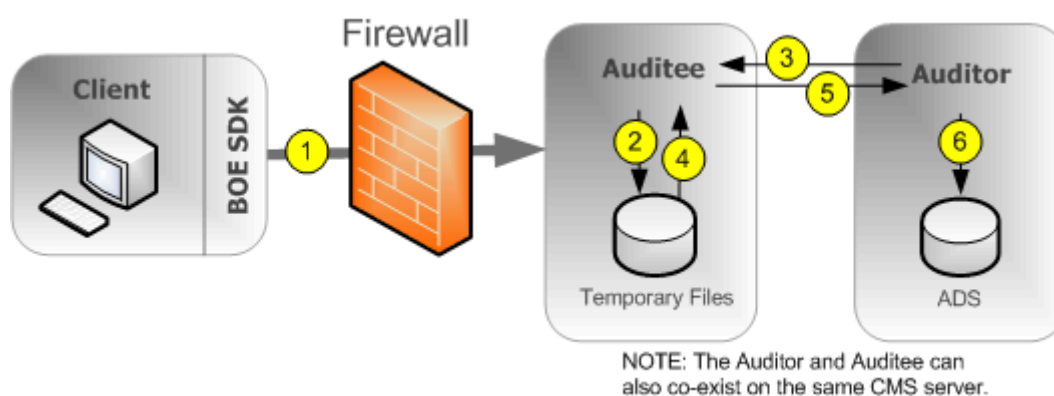 Firewall
Client
BOE SDK
1
Auditee
3
5
Auditor
2
4
6
Temporary Files
ADS
NOTE: The Auditor and Auditee can
also co-exist on the same CMS server.